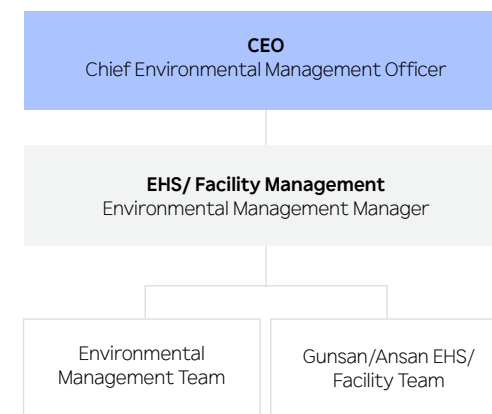 CEO
Chief Environmental Management Officer
EHS/ Facility Management
Environmental Management Manager
Environmental
Management Team
Gunsan/Ansan EHS/
Facility Team